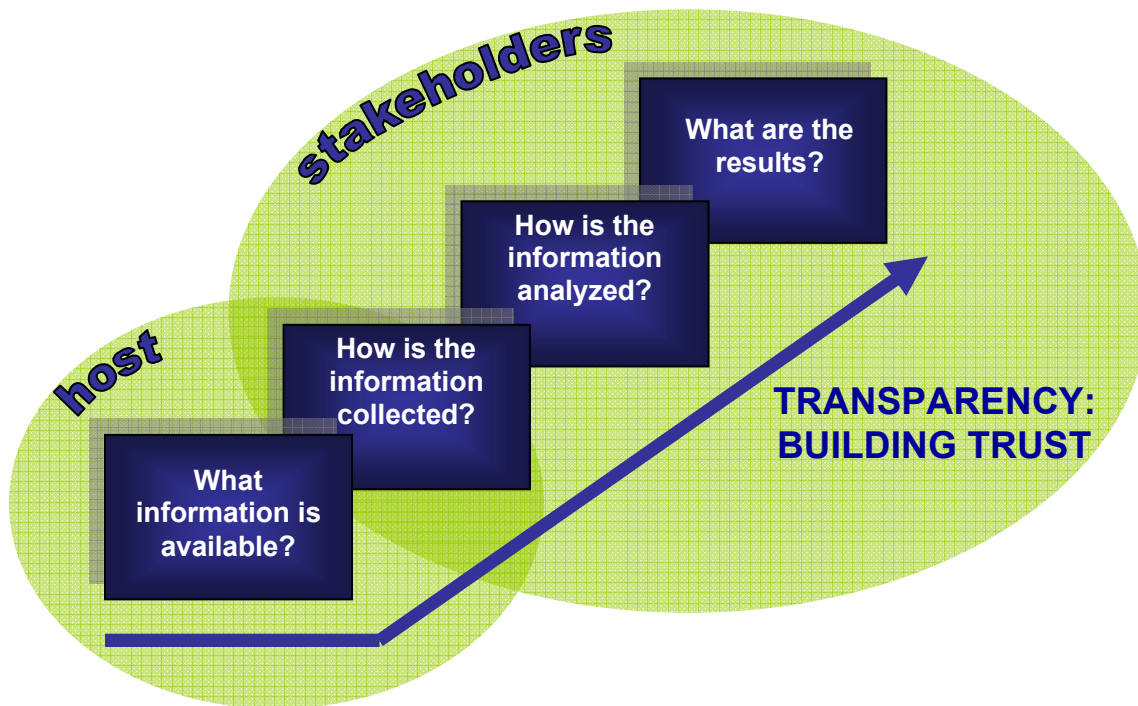 stakeholders
What are the
results?
How is the
information
analyzed?
host
How is the
information
collected?
TRANSPARENCY:
BUILDING TRUST
What
information is
available?